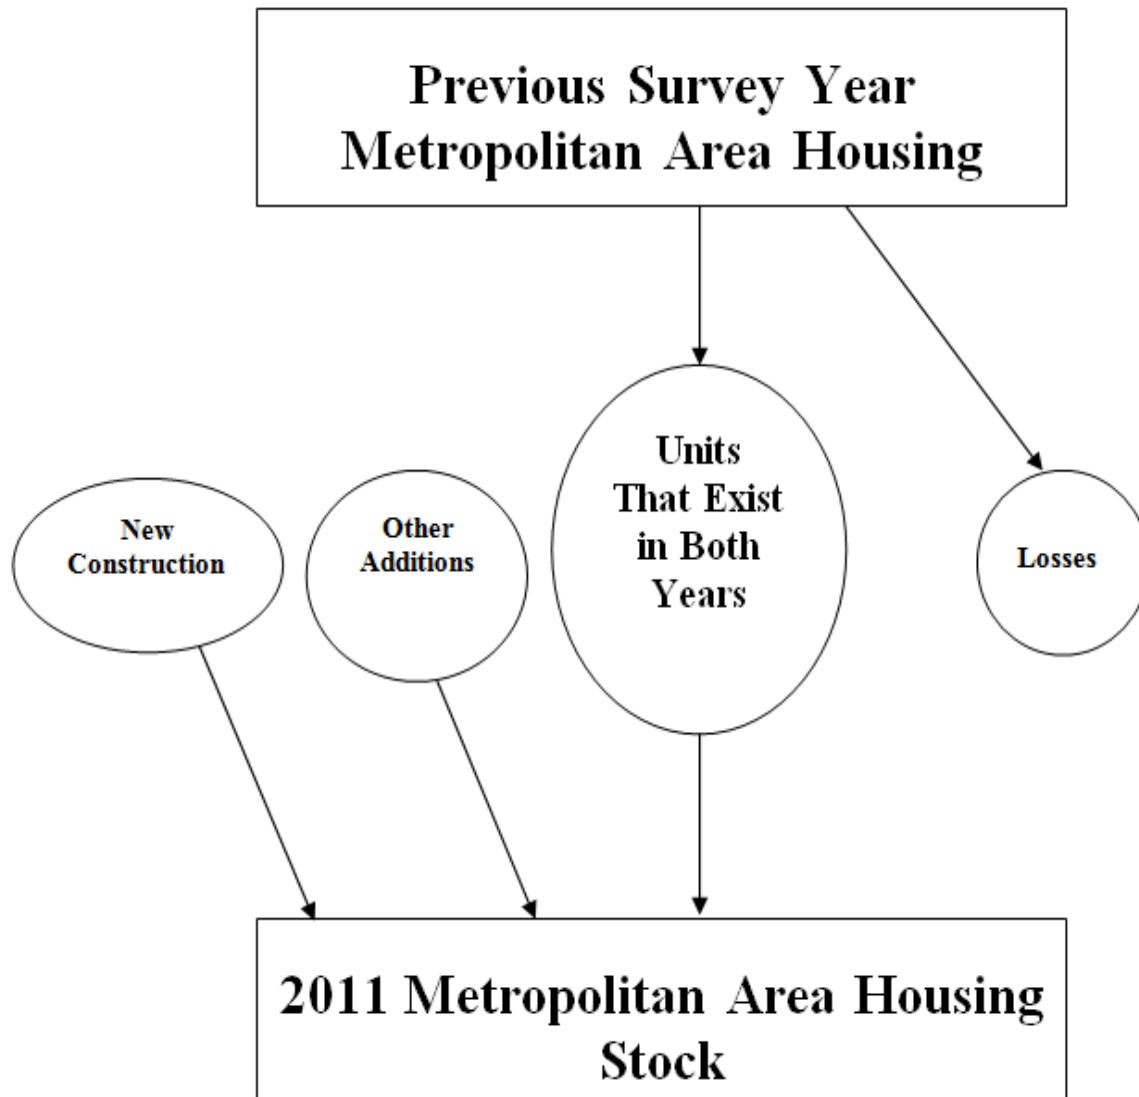 Previous Survey Year
Metropolitan Area Housing
Units
That Exist
in Both
Years
New
Construction
Other
Additions
Losses
2011 Metropolitan Area Housing
Stock